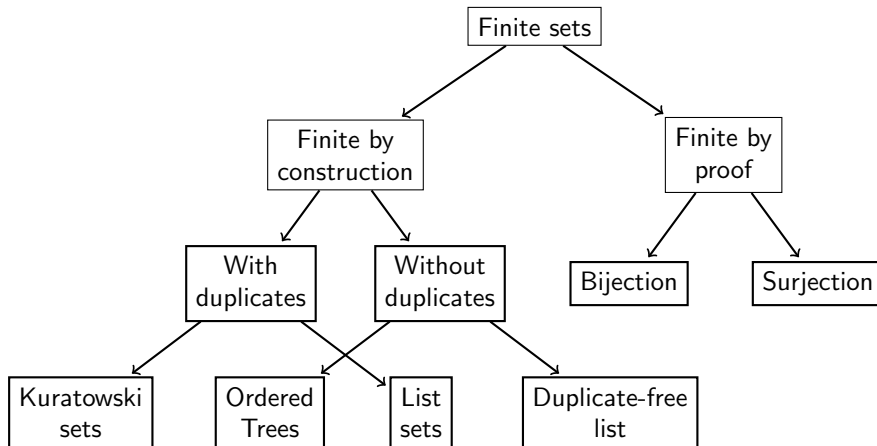 Finite sets
Finite by
construction
Finite by
proof
With
duplicates
Without
duplicates
Bijection
Surjection
Kuratowski
sets
Ordered
Trees
List
sets
Duplicate-free
list